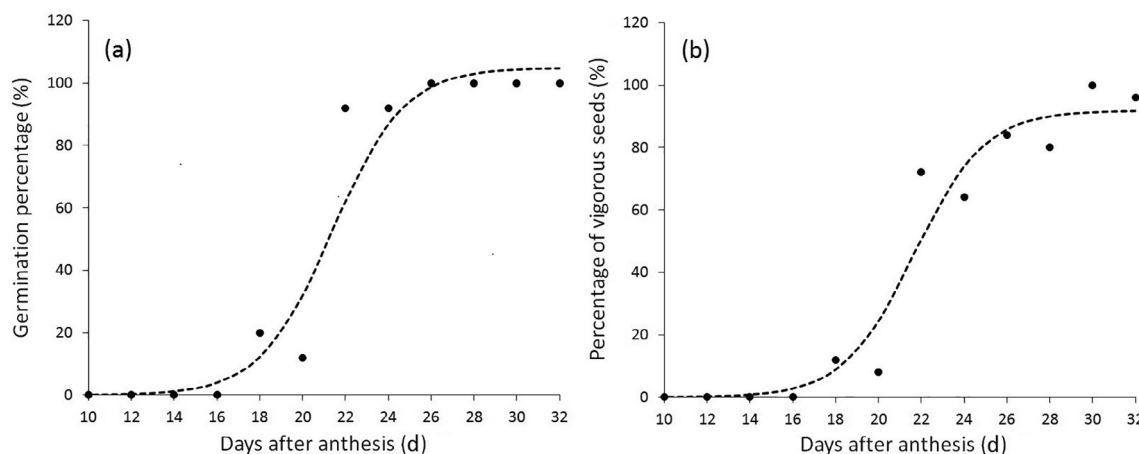 (a)
Germination percentage (%)
120
100
80
60
40
20
0
10 12 14 16 18 20 22 24 26 28 30 32
Days after anthesis (d)
(b)
Percentage of vigorous seeds (%)
120
100
80
60
40
20
0
10 12 14 16 18 20 22 24 26 28 30 32
Days after anthesis (d)